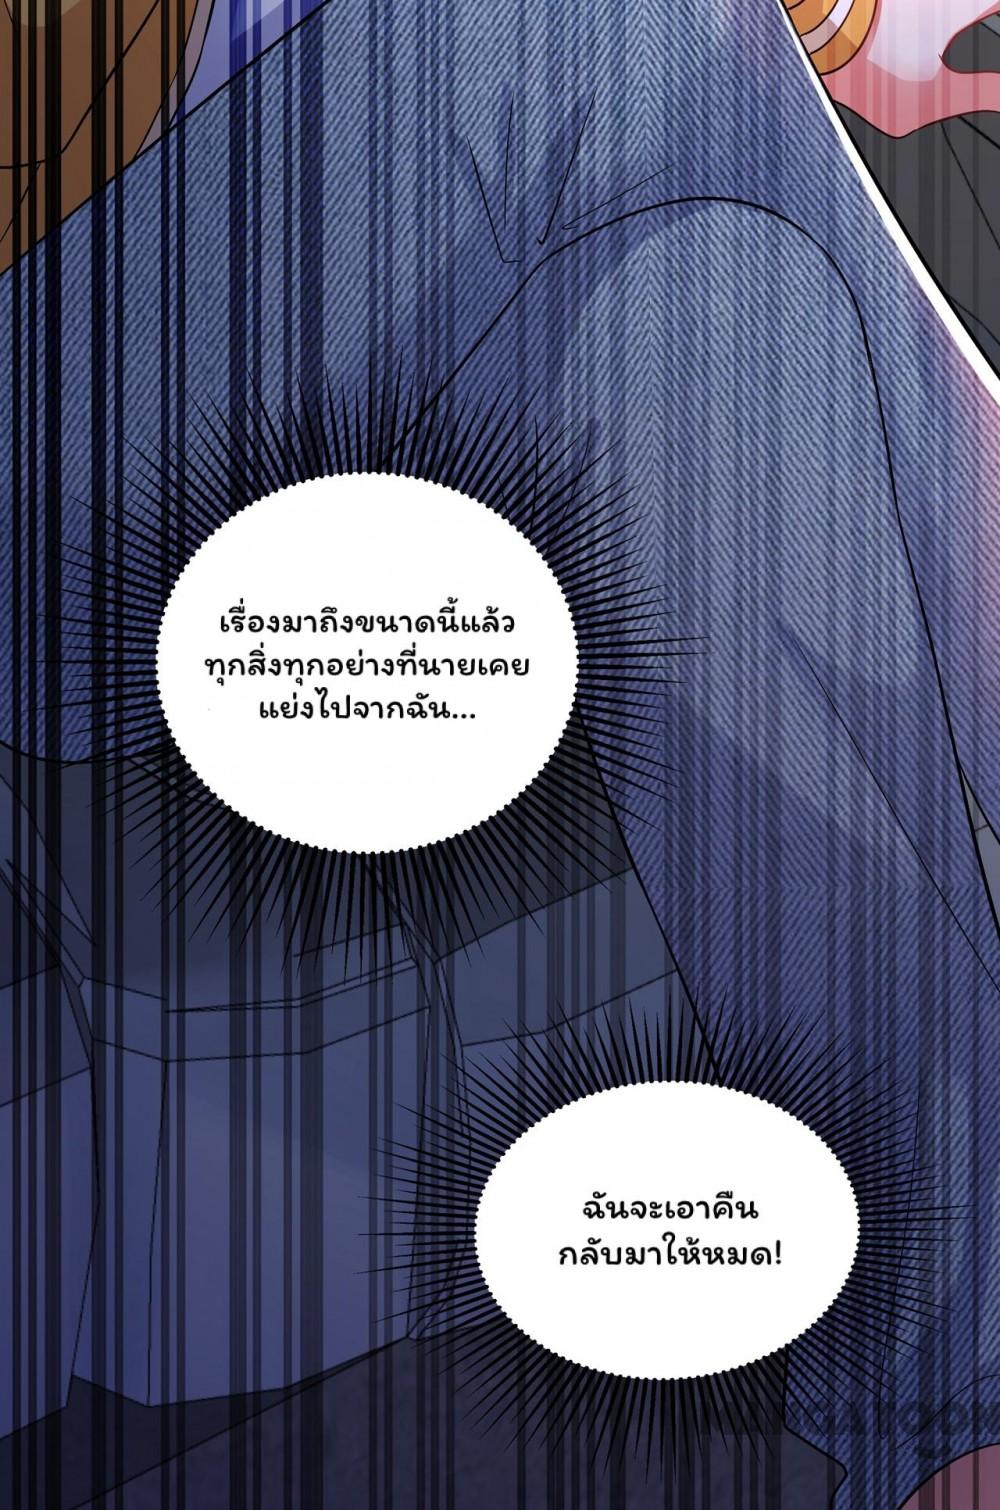 เรื่องมาถึงขนาดนี้แล้ว
ทุกสิ่งทุกอย่างที่นายเคย
แย่งไปจากฉัน...
ฉันจะเอาคืน
กลับมาให้หมด!
MANGATOON